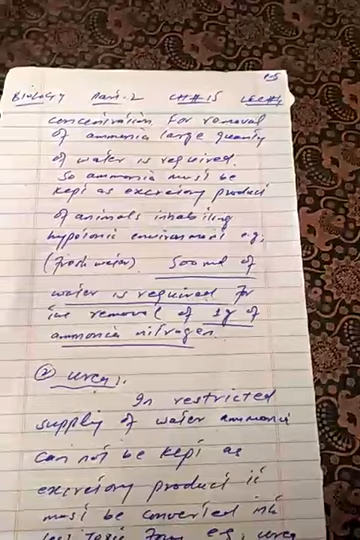 P-5
Biology Part-2 CH#15 Lec#4
concentration for removal
of ammonia large quantity
of water is required.
So ammonia must be
kept as excretory product
of animals inhabiting
hypotonic environment e.g;
(fresh water). 500ml of
water is required for
the removal of 1g of
ammonia nitrogen.
② Urea:.
In restricted
supply of water ammonia
can not be kept as
excretory product it
must be converted into
less toxic form e.g, urea